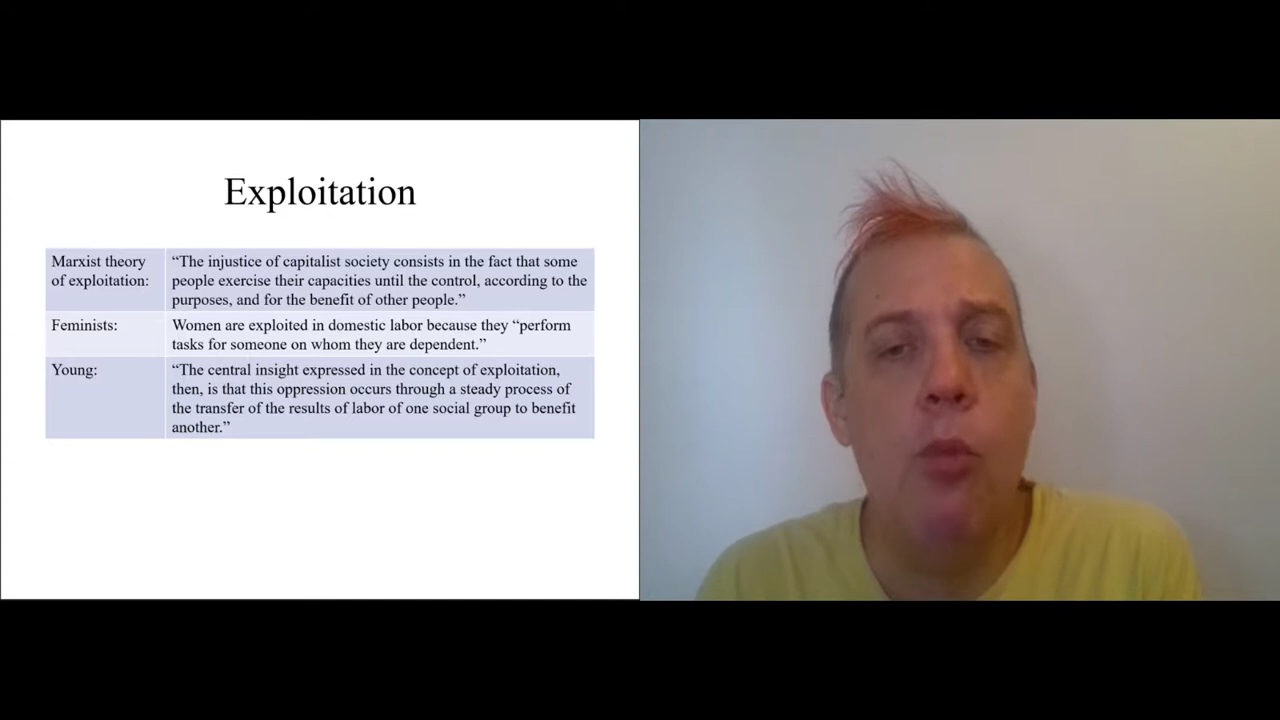 Exploitation
Marxist theory
of exploitation:
“The injustice of capitalist society consists in the fact that some
people exercise their capacities until the control, according to the
purposes, and for the benefit of other people.”
Feminists:
Women are exploited in domestic labor because they “perform
tasks for someone on whom they are dependent.”
Young:
“The central insight expressed in the concept of exploitation,
then, is that this oppression occurs through a steady process of
the transfer of the results of labor of one social group to benefit
another.”